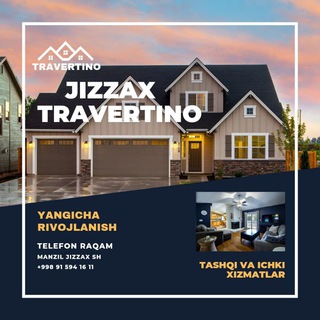 TRAVERTINO
JIZZAX
TRAVERTINO
YANGICHA
RIVOJLANISH
TELEFON RAQAM
MANZIL JIZZAX SH
+998 91 594 16 11
TASHQI VA ICHKI
XIZMATLAR